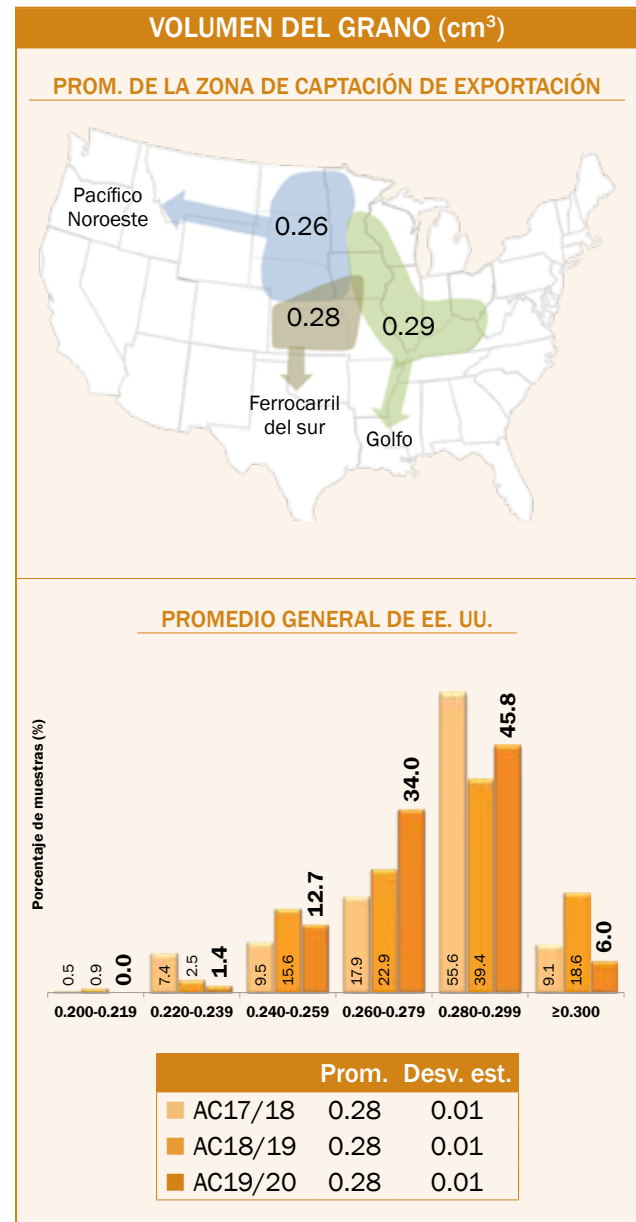 VOLUMEN DEL GRANO (cm³)
PROM. DE LA ZONA DE CAPTACIÓN DE EXPORTACIÓN
Pacífico
Noroeste
0.26
0.28
0.29
Ferrocarril
del sur
Golfo
PROMEDIO GENERAL DE EE. UU.
Porcentaje de muestras (%)
0.5 0.9 0.0
7.4 2.5 1.4
9.5 15.6 12.7
17.9 22.9 34.0
55.6 39.4 45.8
9.1 18.6 6.0
0.200-0.219 0.220-0.239 0.240-0.259 0.260-0.279 0.280-0.299 ≥0.300
Prom. Desv. est.
AC17/18 0.28 0.01
AC18/19 0.28 0.01
AC19/20 0.28 0.01